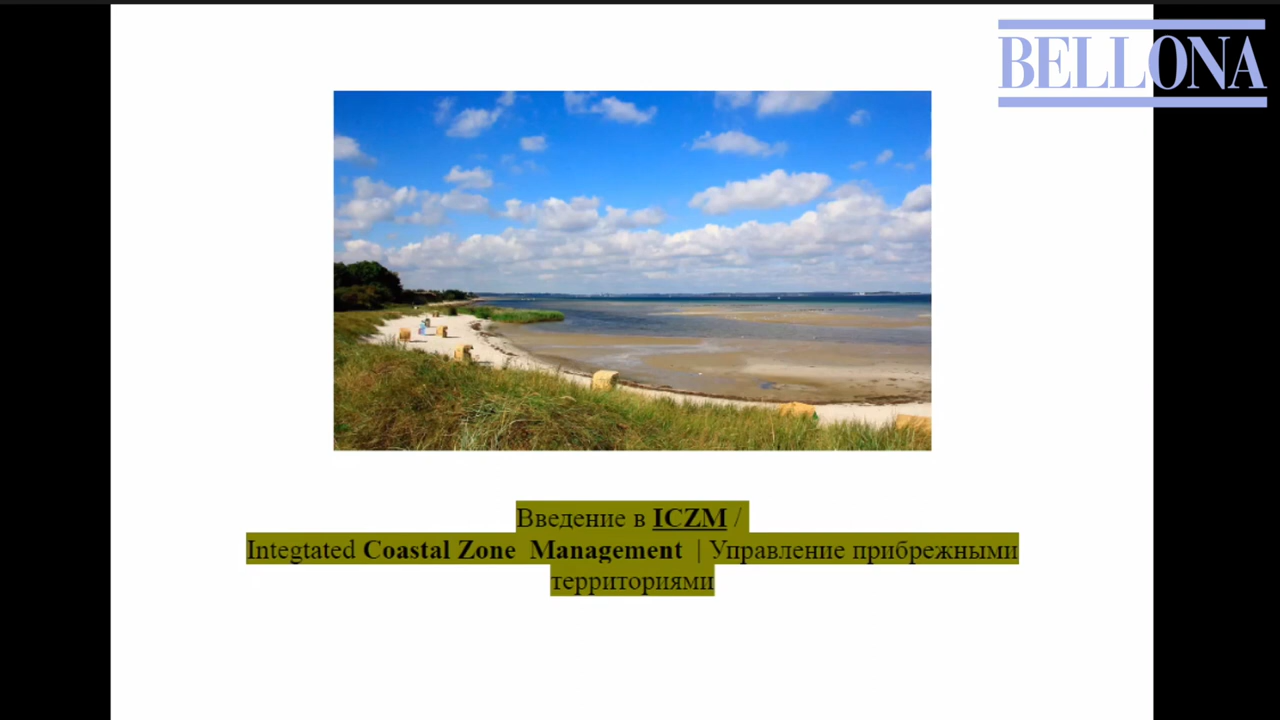 BELLONA
Введение в ICZM /
Integtated Coastal Zone Management | Управление прибрежными
территориями